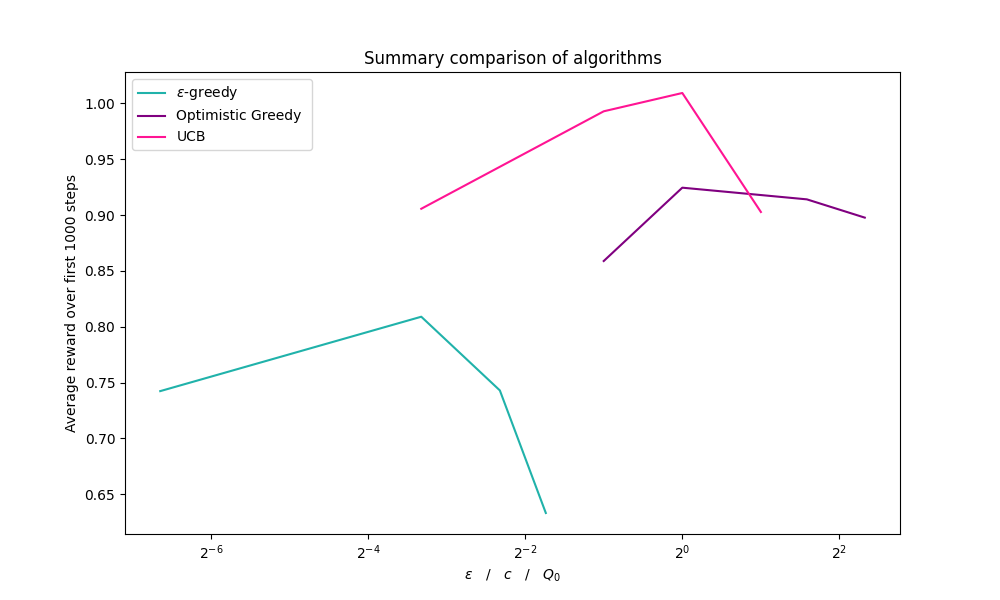 Summary comparison of algorithms
ε-greedy
Optimistic Greedy
UCB
Average reward over first 1000 steps
1.00
0.95
0.90
0.85
0.80
0.75
0.70
0.65
2⁻⁶ 2⁻⁴ 2⁻² 2⁰ 2²
ε / c / Q₀